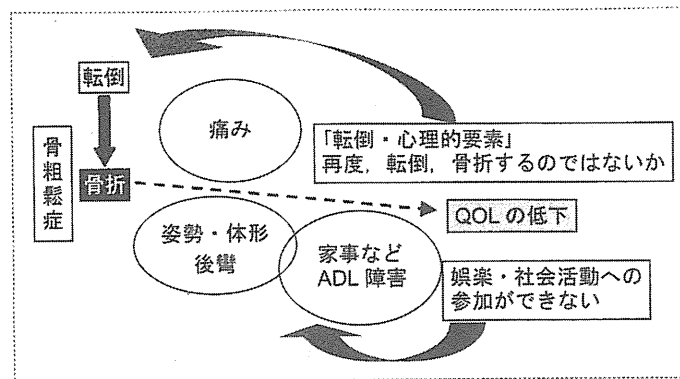 転倒
痛み
「転倒・心理的要素」
再度，転倒，骨折するのではないか
骨粗鬆症
骨折
QOLの低下
姿勢・体形
後彎
家事など
ADL障害
娯楽・社会活動への
参加ができない